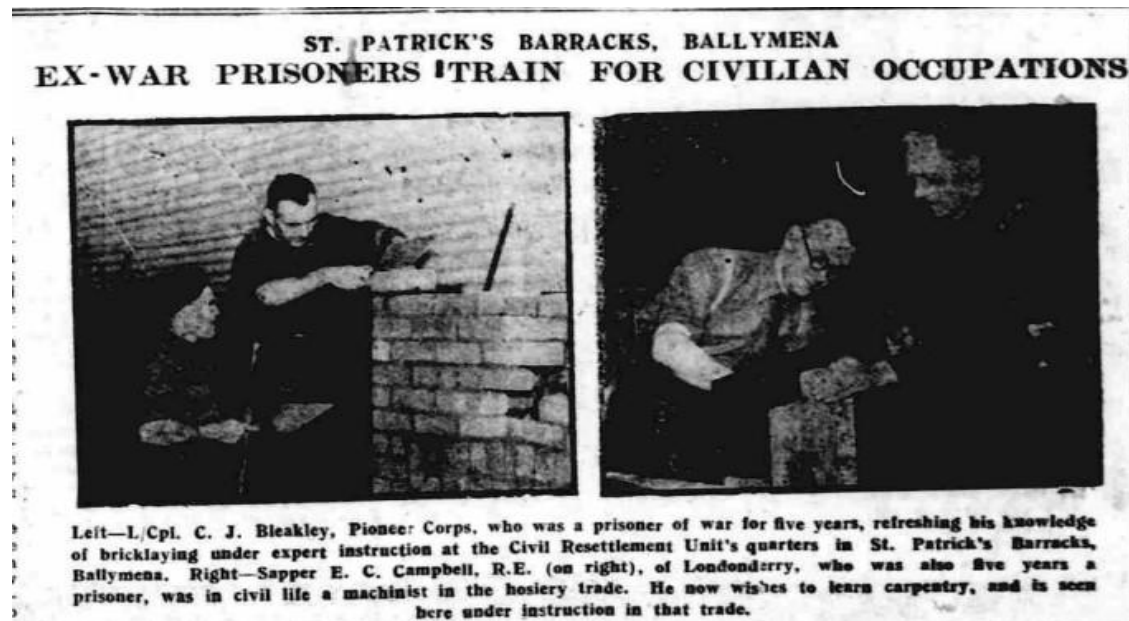 ST. PATRICK'S BARRACKS, BALLYMENA
EX-WAR PRISONERS TRAIN FOR CIVILIAN OCCUPATIONS
Left—L/Cpl. C. J. Bleakley, Pioneer Corps, who was a prisoner of war for five years, refreshing his knowledge
of bricklaying under expert instruction at the Civil Resettlement Unit's quarters in St. Patrick's Barracks,
Ballymena. Right—Sapper E. C. Campbell, R.E. (on right), of Londonderry, who was also five years a
prisoner, was in civil life a machinist in the hosiery trade. He now wishes to learn carpentry, and is seen
here under instruction in that trade.